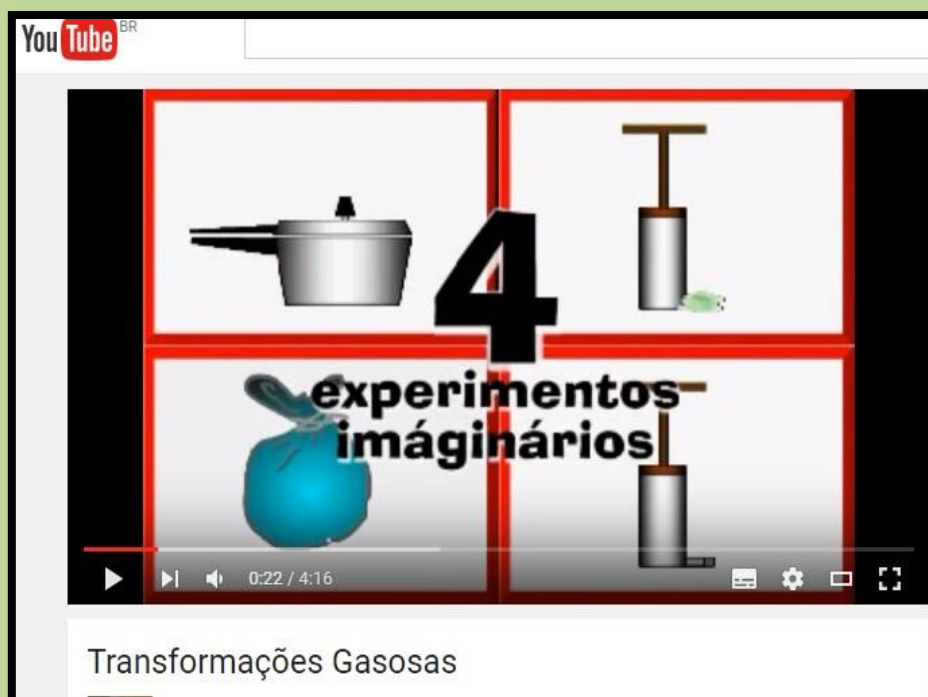 YouTube BR
4
experimentos
imáginários
0:22 / 4:16
Transformações Gasosas